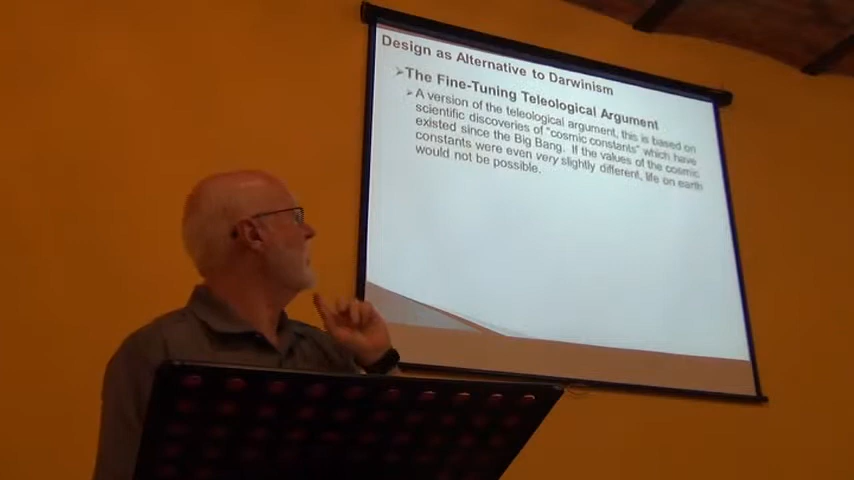 Design as Alternative to Darwinism
➢The Fine-Tuning Teleological Argument
➢A version of the teleological argument, this is based on
scientific discoveries of "cosmic constants" which have
existed since the Big Bang. If the values of the cosmic
constants were even very slightly different, life on earth
would not be possible.